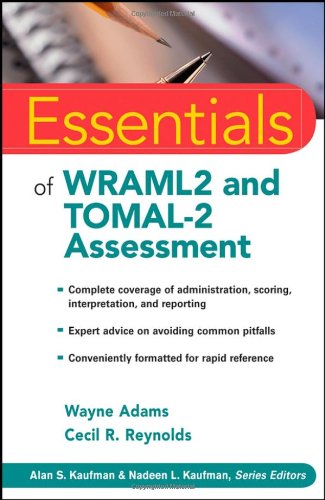 Essentials
of WRAML2 and
TOMAL-2
Assessment
Complete coverage of administration, scoring,
interpretation, and reporting
Expert advice on avoiding common pitfalls
Conveniently formatted for rapid reference
Wayne Adams
Cecil R. Reynolds
Alan S. Kaufman & Nadeen L. Kaufman, Series Editors